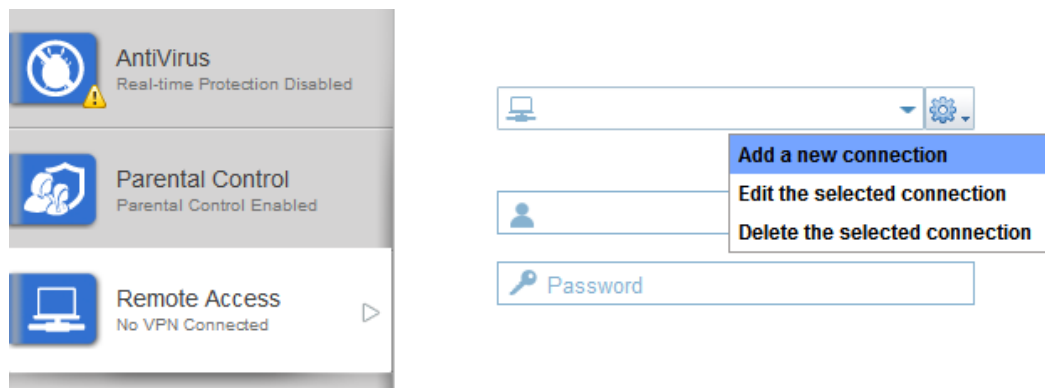 AntiVirus
Real-time Protection Disabled
Parental Control
Parental Control Enabled
Remote Access
No VPN Connected
Add a new connection
Edit the selected connection
Delete the selected connection
Password